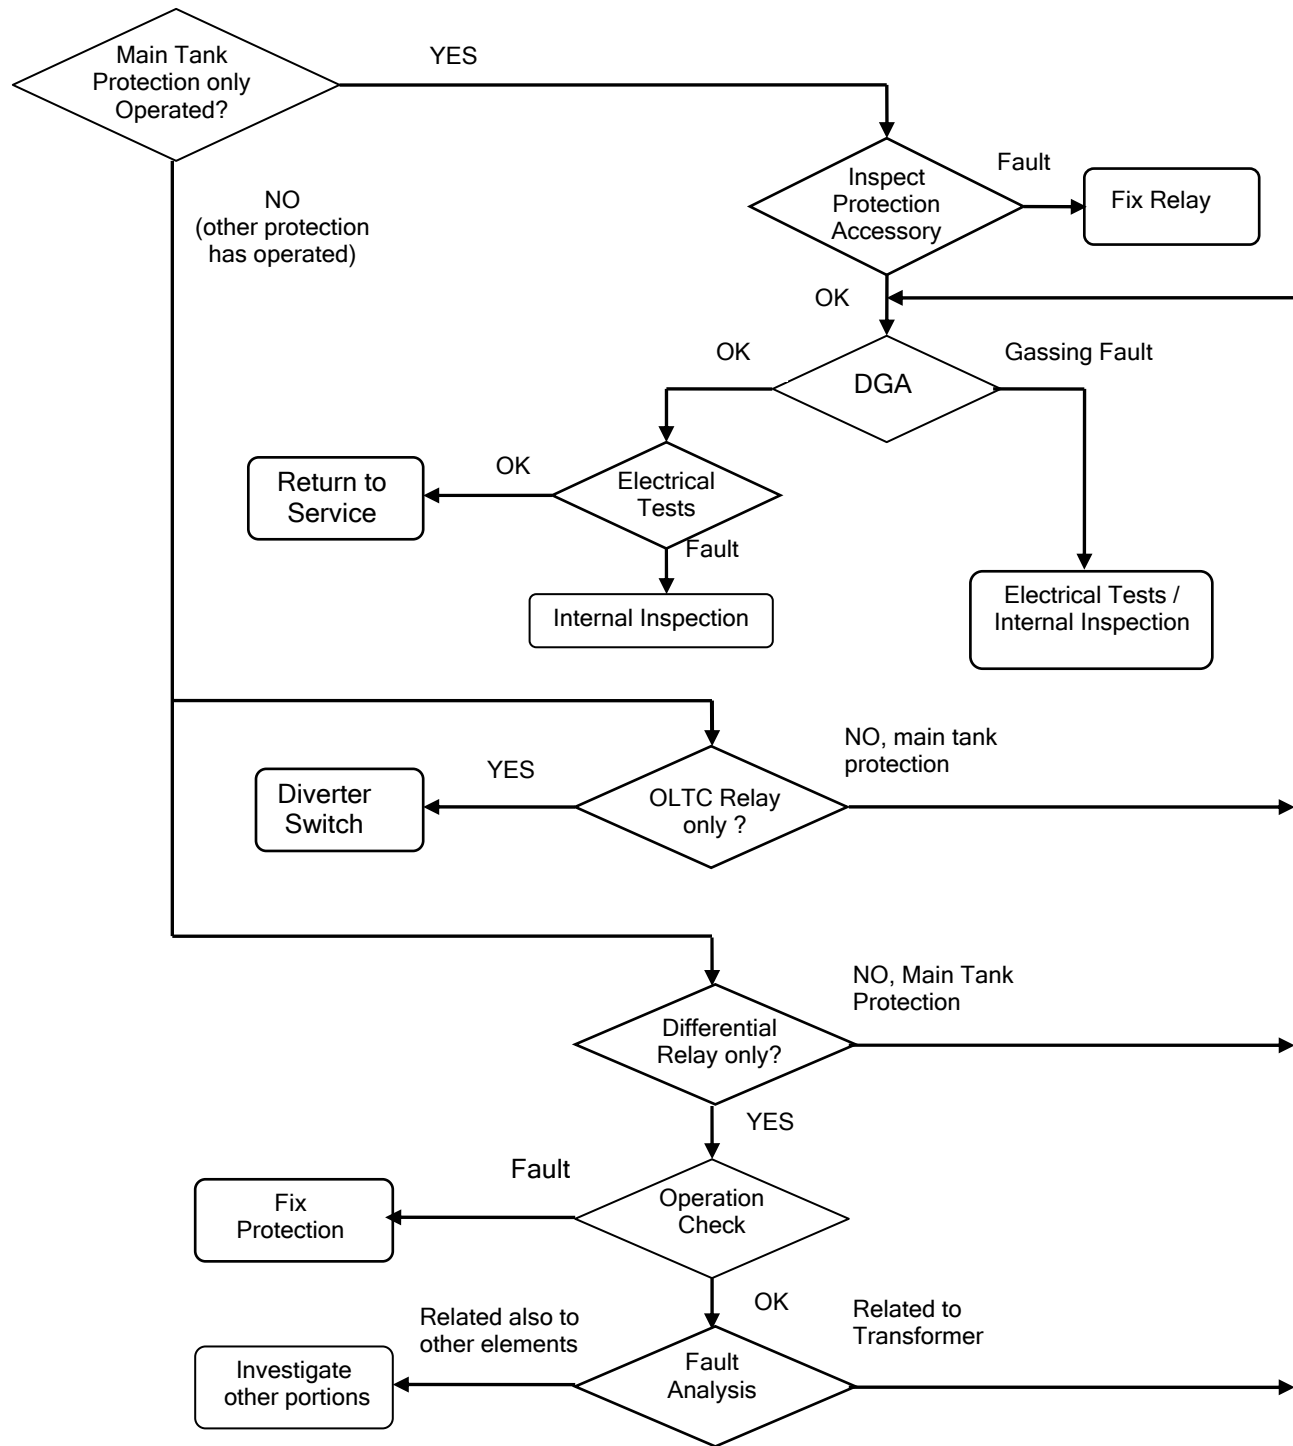 Main Tank
Protection only
Operated?
YES
NO
(other protection
has operated)
Inspect
Protection
Accessory
Fault
Fix Relay
OK
OK
DGA
Gassing Fault
Return to
Service
OK
Electrical
Tests
Fault
Internal Inspection
Electrical Tests /
Internal Inspection
NO, main tank
protection
YES
Diverter
Switch
OLTC Relay
only ?
NO, Main Tank
Protection
Differential
Relay only?
YES
Fault
Fix
Protection
Operation
Check
OK
Related also to
other elements
Related to
Transformer
Investigate
other portions
Fault
Analysis